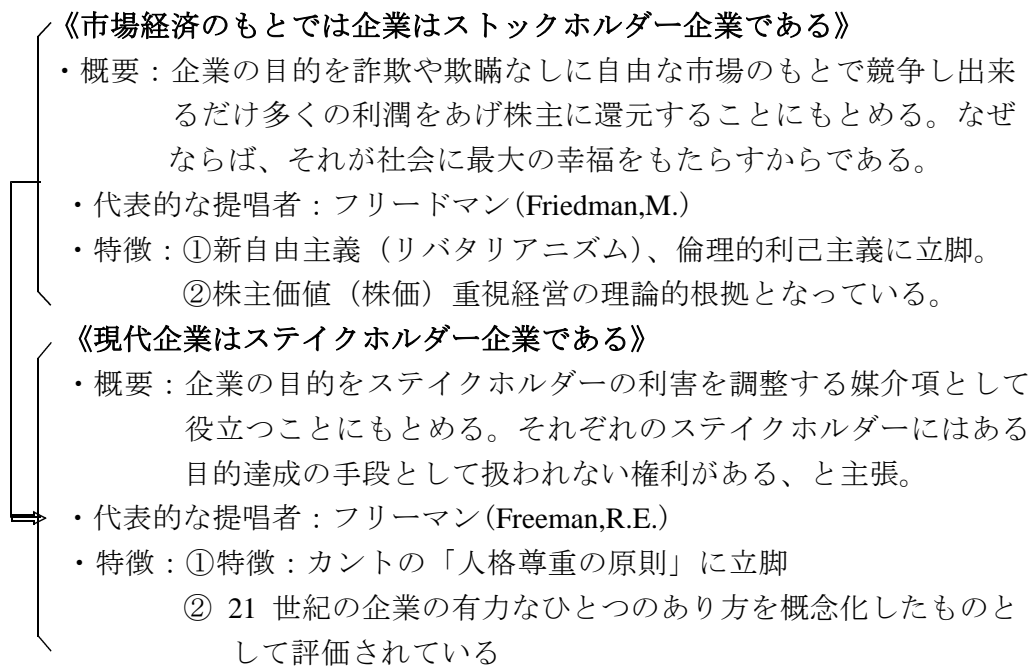 《市場経済のもとでは企業はストックホルダー企業である》
・概要：企業の目的を詐欺や欺瞞なしに自由な市場のもとで競争し出来
るだけ多くの利潤をあげ株主に還元することにもとめる。なぜ
ならば、それが社会に最大の幸福をもたらすからである。
・代表的な提唱者：フリードマン(Friedman,M.)
・特徴：①新自由主義（リバタリアニズム）、倫理的利己主義に立脚。
②株主価値（株価）重視経営の理論的根拠となっている。
《現代企業はステイクホルダー企業である》
・概要：企業の目的をステイクホルダーの利害を調整する媒介項として
役立つことにもとめる。それぞれのステイクホルダーにはある
目的達成の手段として扱われない権利がある、と主張。
・代表的な提唱者：フリーマン(Freeman,R.E.)
・特徴：①特徴：カントの「人格尊重の原則」に立脚
② 21 世紀の企業の有力なひとつのあり方を概念化したものと
して評価されている